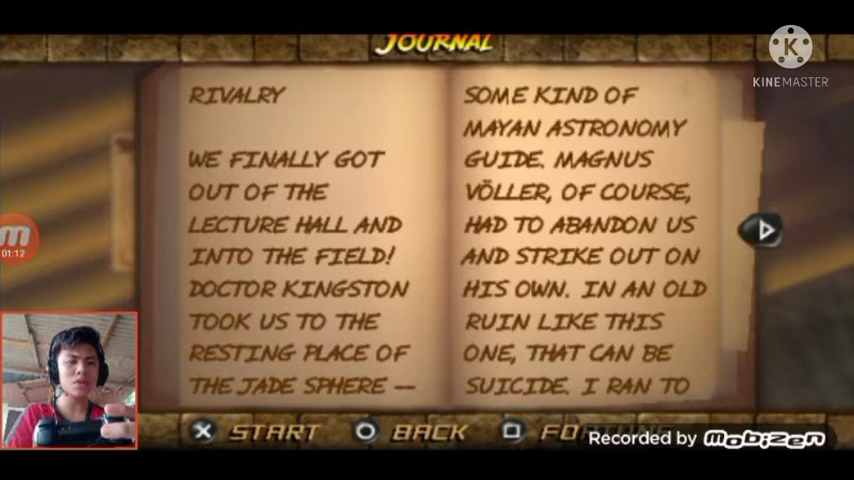 JOURNAL
KINEMASTER
RIVALRY
WE FINALLY GOT
OUT OF THE
LECTURE HALL AND
INTO THE FIELD!
DOCTOR KINGSTON
TOOK US TO THE
RESTING PLACE OF
THE JADE SPHERE --
SOME KIND OF
MAYAN ASTRONOMY
GUIDE. MAGNUS
VÖLLER, OF COURSE,
HAD TO ABANDON US
AND STRIKE OUT ON
HIS OWN. IN AN OLD
RUIN LIKE THIS
ONE, THAT CAN BE
SUICIDE. I RAN TO
01:12
START
BACK
Recorded by Mobizen